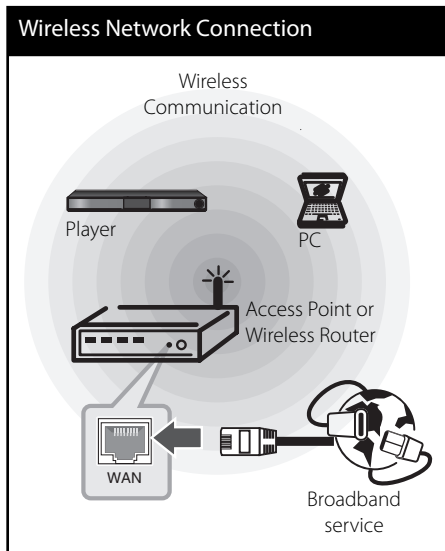 Wireless Network Connection
Wireless
Communication
Player
PC
Access Point or
Wireless Router
WAN
Broadband
service